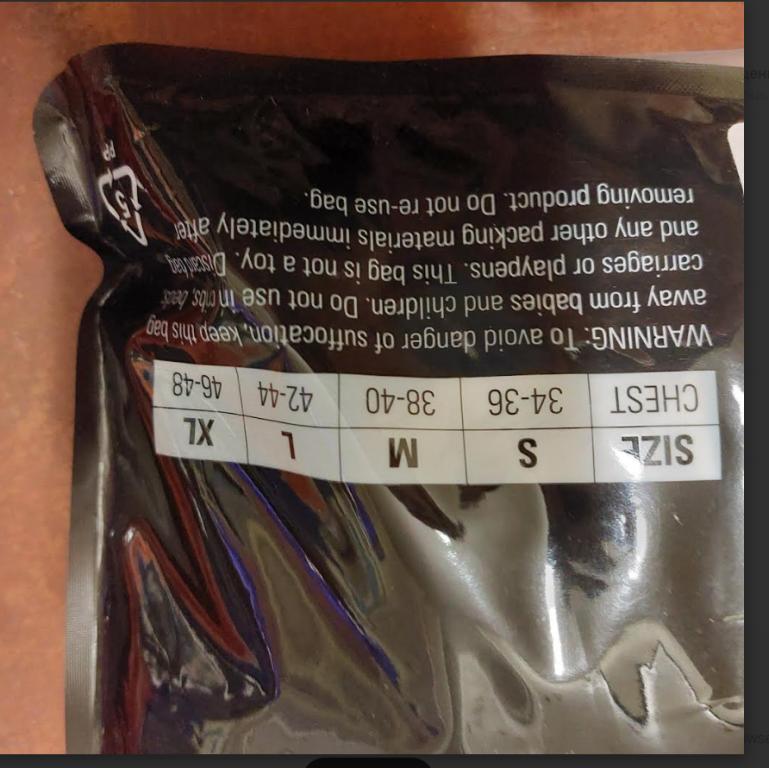 SIZE S M L XL
CHEST 34-36 38-40 42-44 46-48
WARNING: To avoid danger of suffocation, keep this bag
away from babies and children. Do not use in cribs, beds,
carriages or playpens. This bag is not a toy. Discard bag
and any other packing materials immediately after
removing product. Do not re-use bag.
5
PP